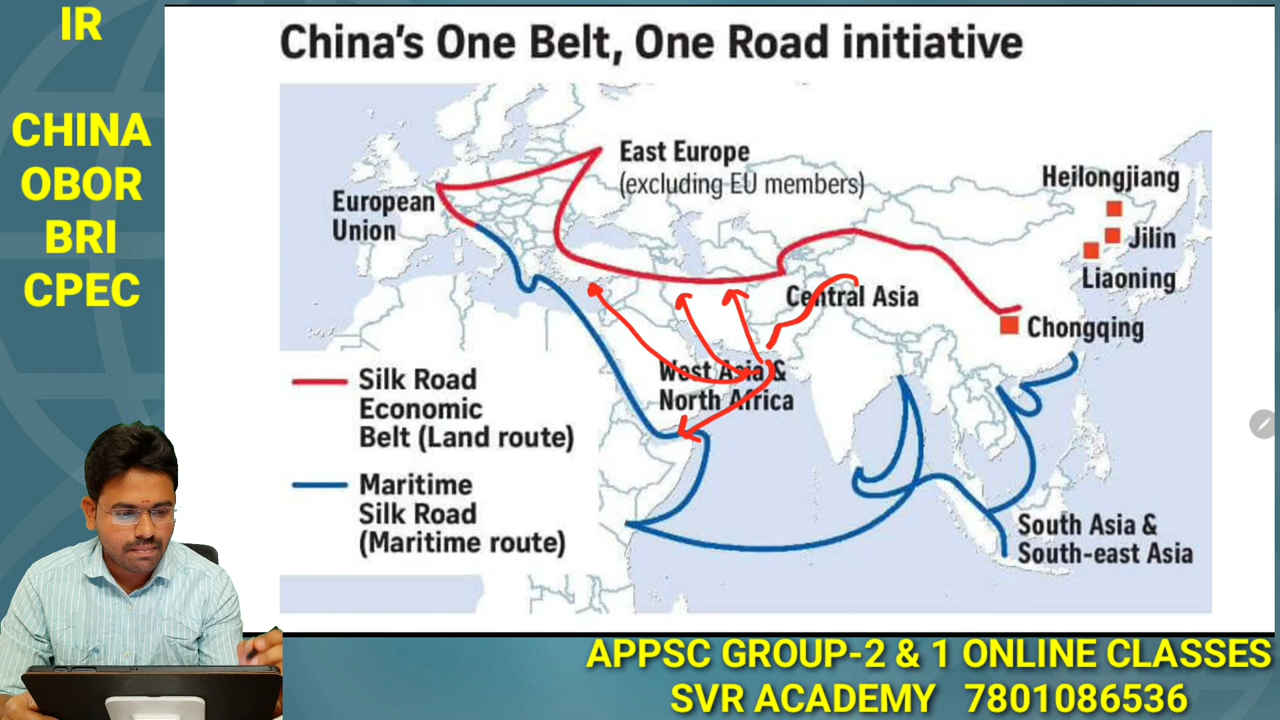 IR
CHINA
OBOR
BRI
CPEC
China's One Belt, One Road initiative
East Europe
(excluding EU members)
European
Union
Heilongjiang
Jilin
Liaoning
Central Asia
Chongqing
West Asia &
North Africa
Silk Road
Economic
Belt (Land route)
Maritime
Silk Road
(Maritime route)
South Asia &
South-east Asia
APPSC GROUP-2 & 1 ONLINE CLASSES
SVR ACADEMY 7801086536